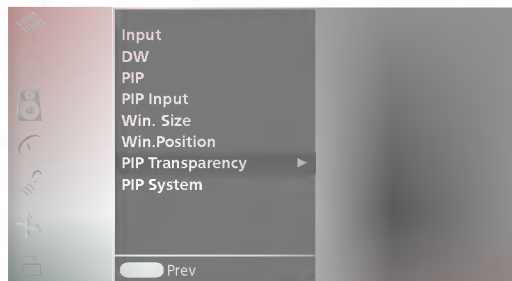 Input
DW
PIP
PIP Input
Win. Size
Win.Position
PIP Transparency
PIP System
Prev